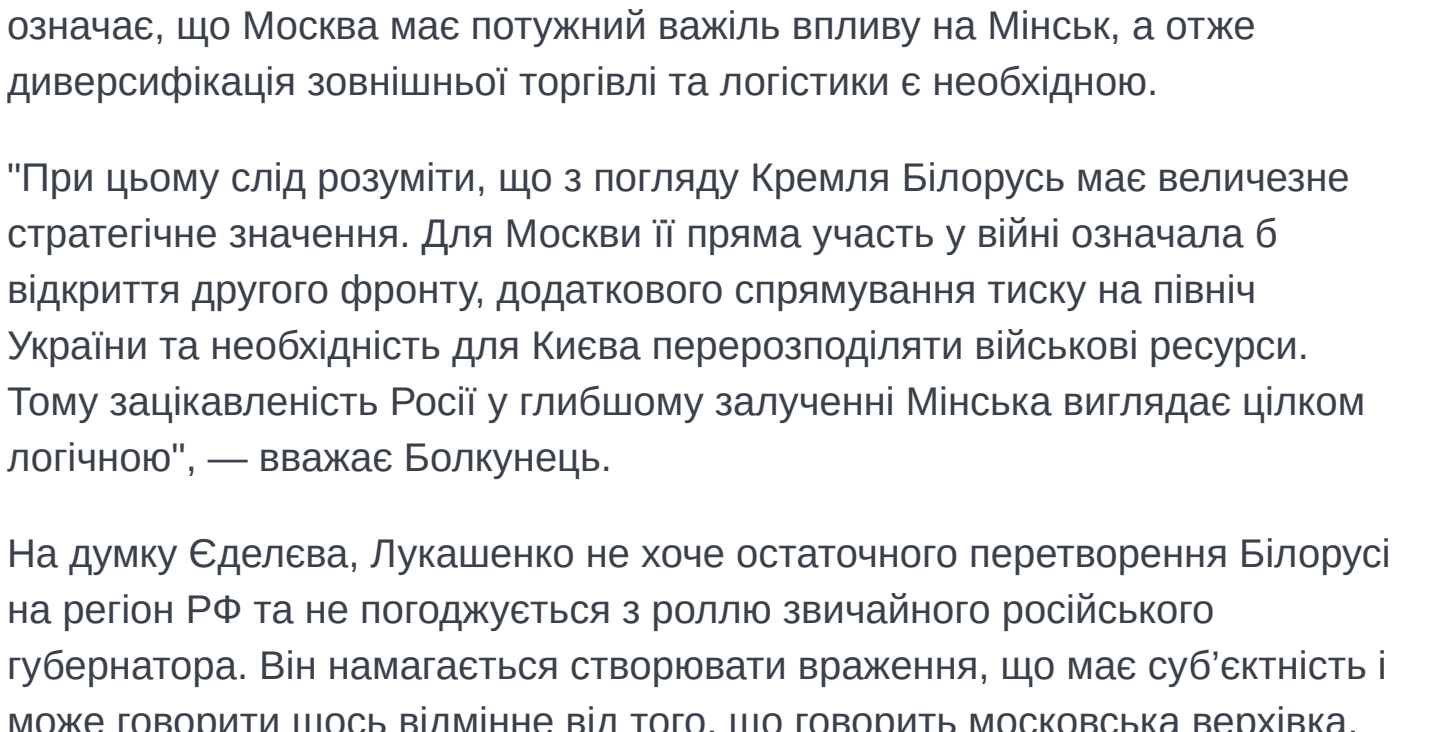 означає, що Москва має потужний важіль впливу на Мінськ, а отже
диверсифікація зовнішньої торгівлі та логістики є необхідною.
"При цьому слід розуміти, що з погляду Кремля Білорусь має величезне
стратегічне значення. Для Москви її пряма участь у війні означала б
відкриття другого фронту, додаткового спрямування тиску на північ
України та необхідність для Києва перерозподіляти військові ресурси.
Тому зацікавленість Росії у глибшому залученні Мінська виглядає цілком
логічною", — вважає Болкунець.
На думку Єделєва, Лукашенко не хоче остаточного перетворення Білорусі
на регіон РФ та не погоджується з роллю звичайного російського
губернатора. Він намагається створювати враження, що має суб’єктність і
може говорити щось відмінне від того, що говорить московська верхівка.